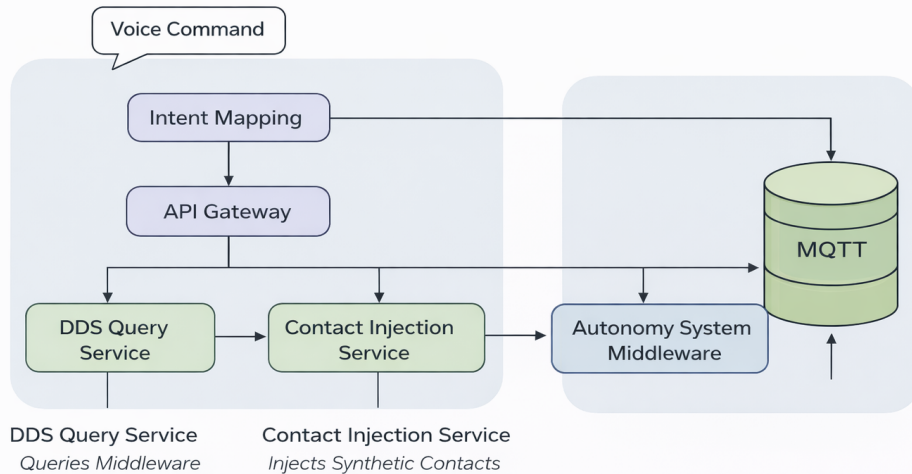 Voice Command
Intent Mapping
API Gateway
MQTT
DDS Query
Service
Contact Injection
Service
Autonomy System
Middleware
DDS Query Service
Queries Middleware
Contact Injection Service
Injects Synthetic Contacts